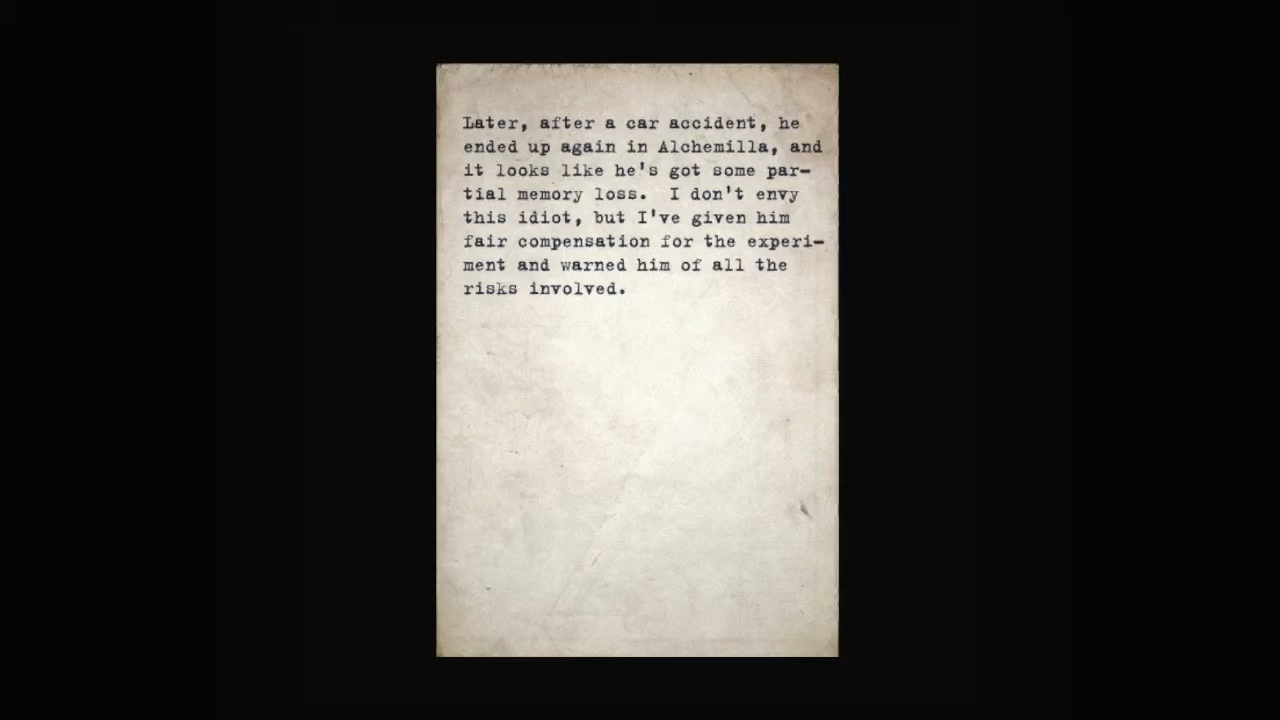 Later, after a car accident, he
ended up again in Alchemilla, and
it looks like he's got some par-
tial memory loss.  I don't envy
this idiot, but I've given him
fair compensation for the experi-
ment and warned him of all the
risks involved.